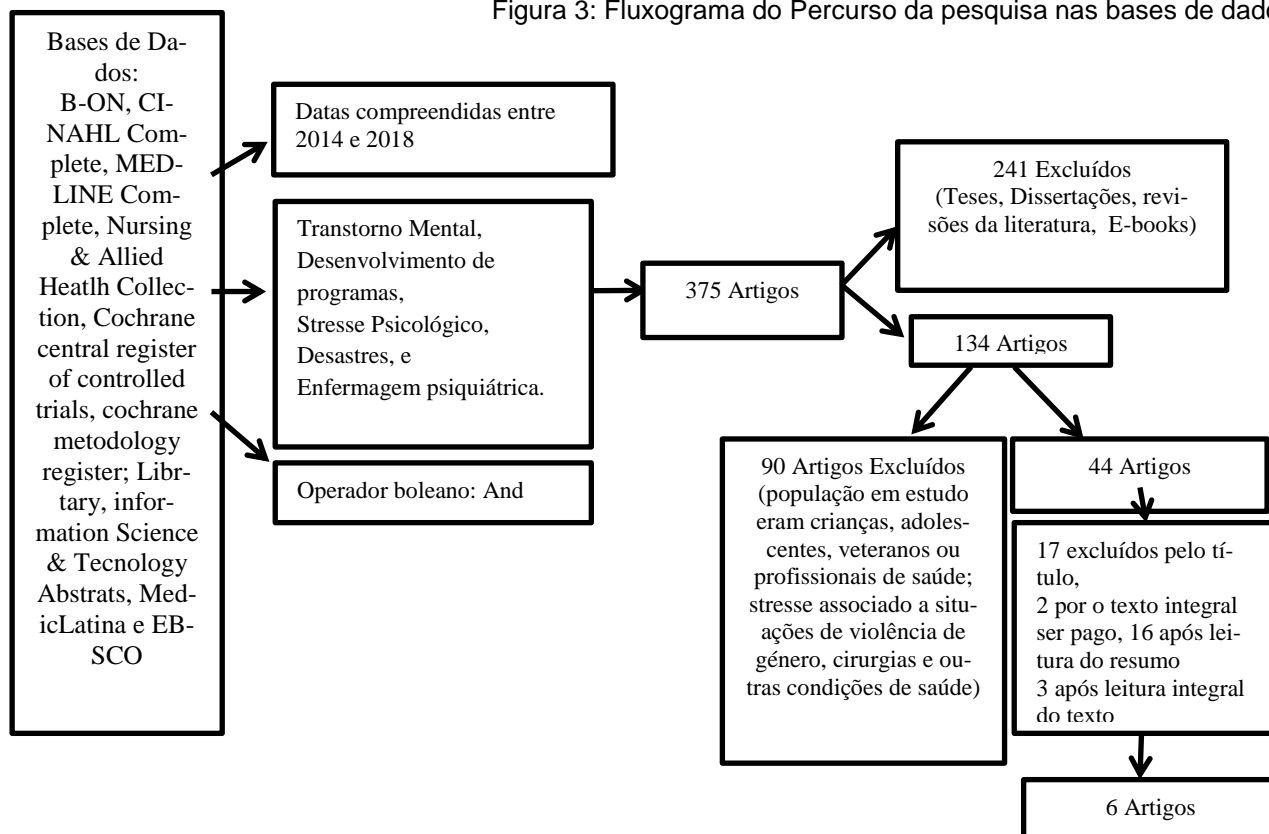 Figura 3: Fluxograma do Percurso da pesquisa nas bases de
Bases de Da-
dos:
B-ON, CI-
NAHL Com-
plete, MED-
LINE Com-
plete, Nursing
& Allied
Heatlh Collec-
tion, Cochrane
central register
of controlled
trials, cochrane
metodology
register; Libr-
tary, infor-
mation Science
& Tecnology
Abstrats, Med-
icLatina e EB-
SCO
Datas compreendidas entre
2014 e 2018
Transtorno Mental,
Desenvolvimento de
programas,
Stresse Psicológico,
Desastres, e
Enfermagem psiquiátrica.
Operador boleano: And
375 Artigos
241 Excluídos
(Teses, Dissertações, revi-
sões da literatura, E-books)
134 Artigos
90 Artigos Excluídos
(população em estudo
eram crianças, adoles-
centes, veteranos ou
profissionais de saúde;
stresse associado a situ-
ações de violência de
género, cirurgias e ou-
tras condições de saúde)
44 Artigos
17 excluídos pelo tí-
tulo,
2 por o texto integral
ser pago, 16 após lei-
tura do resumo
3 após leitura integral
do texto
6 Artigos